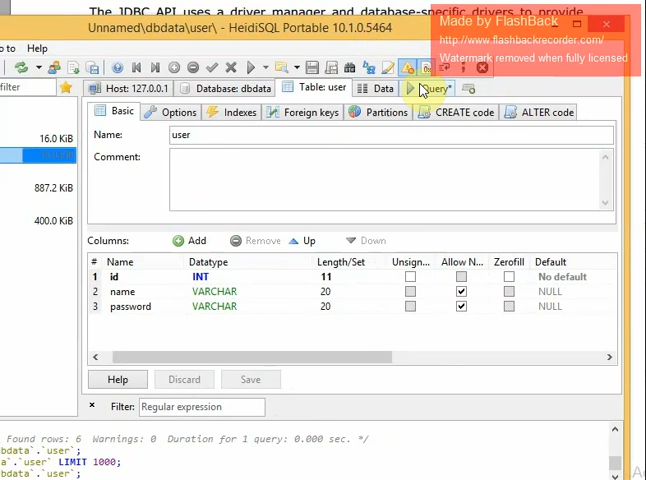 The JDBC API uses a driver manager and database-specific drivers to provide
Made by FlashBack
Unnamed\dbdata\user\ - HeidiSQL Portable 10.1.0.5464
http://www.flashbackrecorder.com/
Watermark removed when fully licensed
to Help
filter
Host: 127.0.0.1
Database: dbdata
Table: user
Data
Query*
Basic
Options
Indexes
Foreign keys
Partitions
CREATE code
ALTER code
16.0 KiB
Name:
user
Comment:
887.2 KiB
400.0 KiB
Columns:
Add
Remove
Up
Down
# Name Datatype Length/Set Unsign... Allow N... Zerofill Default
1 id INT 11 No default
2 name VARCHAR 20 NULL
3 password VARCHAR 20 NULL
Help
Discard
Save
Filter:
Regular expression
Found rows: 6 Warnings: 0 Duration for 1 query: 0.000 sec. */
bdata`.`user`;
a`.`user` LIMIT 1000;
bdata`.`user`;